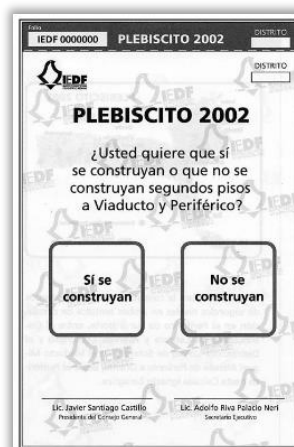 Folio
IEDF 0000000
PLEBISCITO 2002
DISTRITO
IEDF
DISTRITO
PLEBISCITO 2002
¿Usted quiere que sí
se construyan o que no se
construyan segundos pisos
a Viaducto y Periférico?
Sí se
construyan
No se
construyan
Lic. Javier Santiago Castillo
Presidente del Consejo General
Lic. Adolfo Riva Palacio Neri
Secretario Ejecutivo